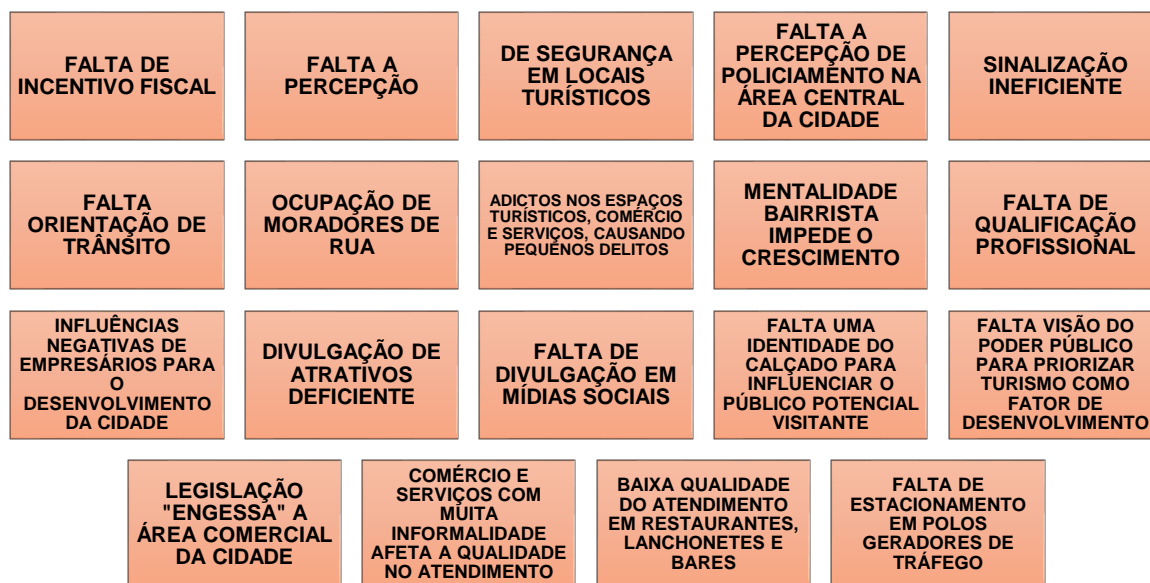 FALTA DE
INCENTIVO FISCAL
FALTA A
PERCEPÇÃO
DE SEGURANÇA
EM LOCAIS
TURÍSTICOS
FALTA A
PERCEPÇÃO DE
POLICIAMENTO NA
ÁREA CENTRAL
DA CIDADE
SINALIZAÇÃO
INEFICIENTE
FALTA
ORIENTAÇÃO DE
TRÂNSITO
OCUPAÇÃO DE
MORADORES DE
RUA
ADICTOS NOS ESPAÇOS
TURÍSTICOS, COMÉRCIO
E SERVIÇOS, CAUSANDO
PEQUENOS DELITOS
MENTALIDADE
BAIRRISTA
IMPEDE O
CRESCIMENTO
FALTA DE
QUALIFICAÇÃO
PROFISSIONAL
INFLUÊNCIAS
NEGATIVAS DE
EMPRESÁRIOS PARA
O
DESENVOLVIMENTO
DA CIDADE
DIVULGAÇÃO DE
ATRATIVOS
DEFICIENTE
FALTA DE
DIVULGAÇÃO EM
MÍDIAS SOCIAIS
FALTA UMA
IDENTIDADE DO
CALÇADO PARA
INFLUENCIAR O
PÚBLICO POTENCIAL
VISITANTE
FALTA VISÃO DO
PODER PÚBLICO
PARA PRIORIZAR
TURISMO COMO
FATOR DE
DESENVOLVIMENTO
LEGISLAÇÃO
"ENGESSA" A
ÁREA COMERCIAL
DA CIDADE
COMÉRCIO E
SERVIÇOS COM
MUITA
INFORMALIDADE
AFETA A QUALIDADE
NO ATENDIMENTO
BAIXA QUALIDADE
DO ATENDIMENTO
EM RESTAURANTES,
LANCHONETES E
BARES
FALTA DE
ESTACIONAMENTO
EM POLOS
GERADORES DE
TRÁFEGO